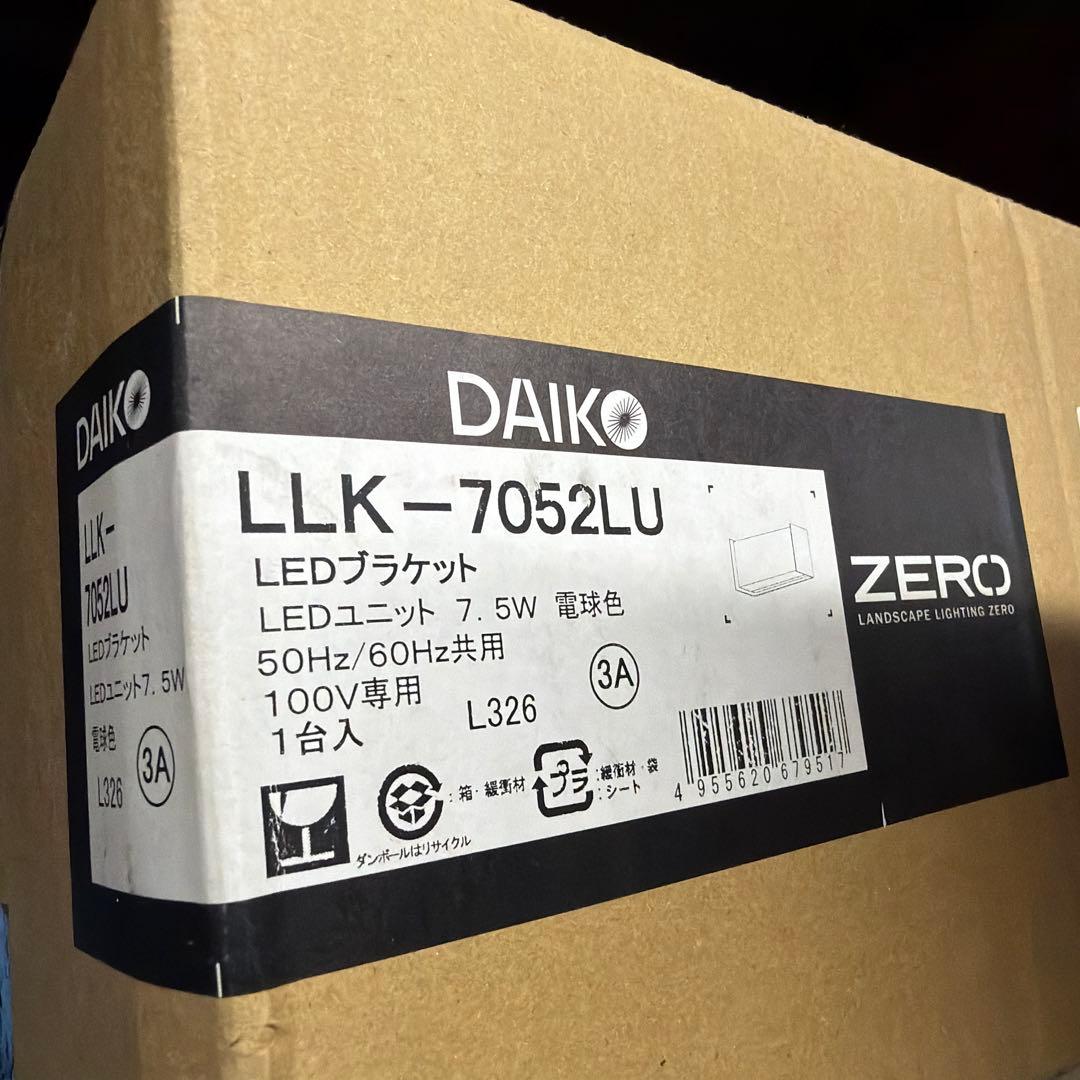 DAIKO
LLK-
7052LU
LEDブラケット
LEDユニット7.5W
電球色
3A
L326
DAIKO
LLK-7052LU
LEDブラケット
LEDユニット 7.5W 電球色
50Hz/60Hz共用
100V専用
1台入
L326
3A
ZERO
LANDSCAPE LIGHTING ZERO
:箱・緩衝材
ダンボールはリサイクル
プラ
:緩衝材・袋
:シート
4955620679517